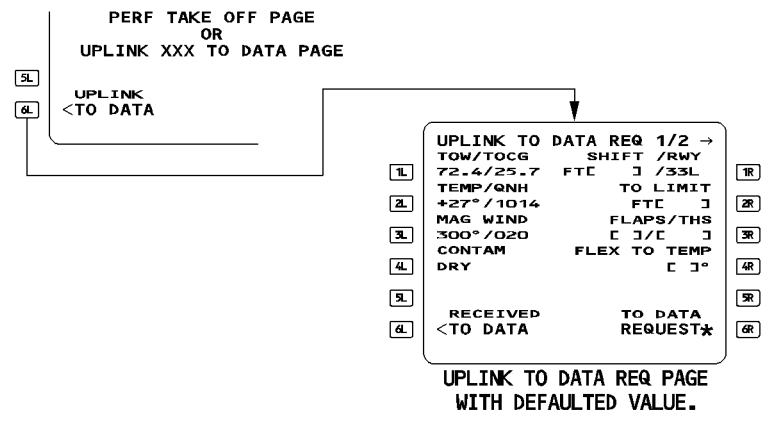 PERF TAKE OFF PAGE
OR
UPLINK XXX TO DATA PAGE
5L
UPLINK
6L <TO DATA
UPLINK TO DATA REQ 1/2 →
TOW/TOCG SHIFT /RWY
1L 72.4/25.7 FT[ ] /33L 1R
TEMP/QNH TO LIMIT
2L +27°/1014 FT[ ] 2R
MAG WIND FLAPS/THS
3L 300°/020 [ ]/[ ] 3R
CONTAM FLEX TO TEMP
4L DRY [ ]° 4R
5L 5R
RECEIVED TO DATA
6L <TO DATA REQUEST* 6R
UPLINK TO DATA REQ PAGE
WITH DEFAULTED VALUE.